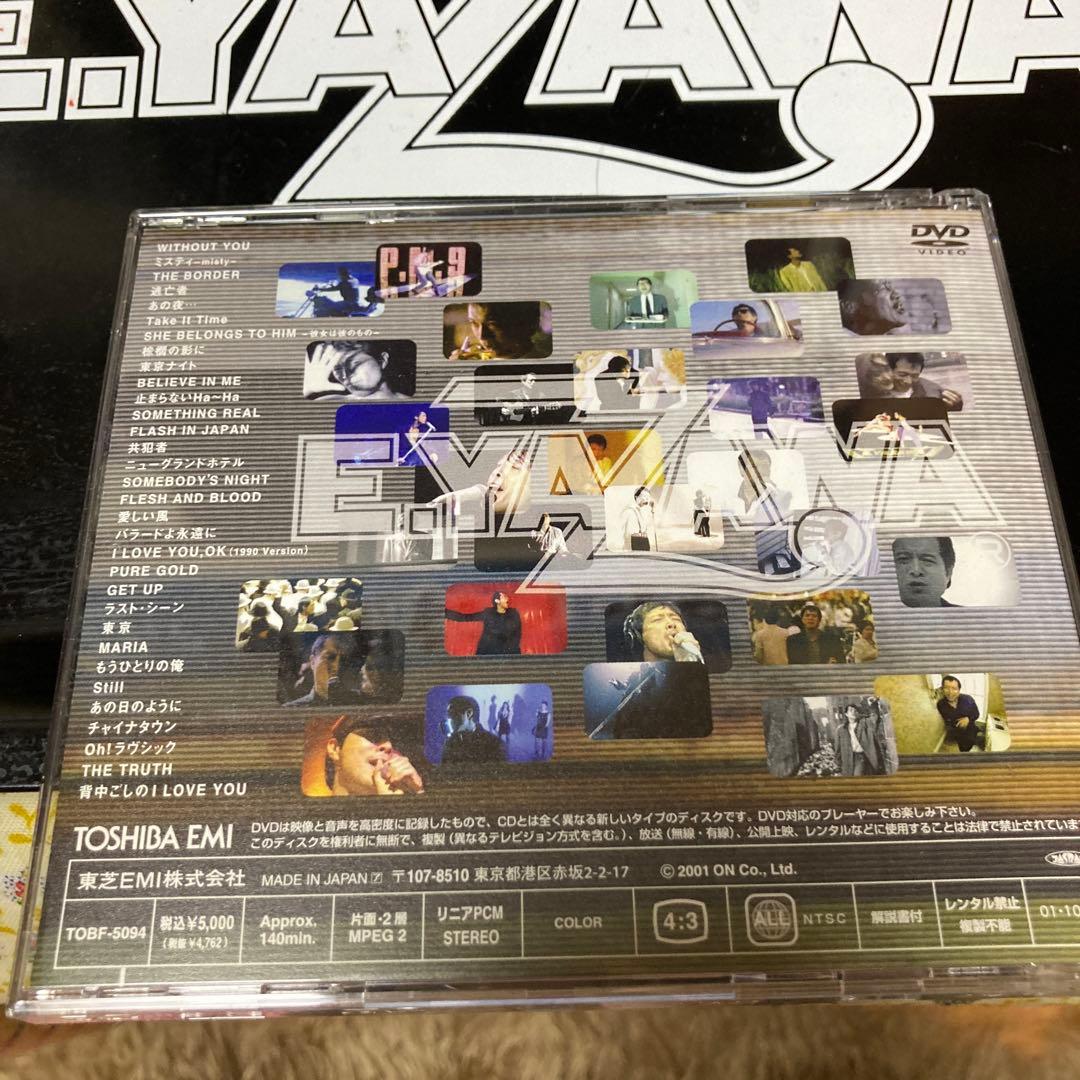 E.YAZAWA
DVD
VIDEO
WITHOUT YOU
ミスティ−misty−
THE BORDER
逃亡者
あの夜…
Take It Time
SHE BELONGS TO HIM −彼女は彼のもの−
棕櫚の影に
東京ナイト
BELIEVE IN ME
止まらないHa〜Ha
SOMETHING REAL
FLASH IN JAPAN
共犯者
ニューグランドホテル
SOMEBODY'S NIGHT
FLESH AND BLOOD
愛しい風
バラードよ永遠に
I LOVE YOU,OK (1990 Version)
PURE GOLD
GET UP
ラスト・シーン
東京
MARIA
もうひとりの俺
Still
あの日のように
チャイナタウン
Oh!ラヴシック
THE TRUTH
背中ごしのI LOVE YOU
P.M.9
E.YAZAWA
®
TOSHIBA EMI
DVDは映像と音声を高密度に記録したもので、CDとは全く異なる新しいタイプのディスクです。DVD対応のプレーヤーでお楽しみ下さい。
このディスクを権利者に無断で、複製(異なるテレビジョン方式を含む。)、放送(無線・有線)、公開上映、レンタルなどに使用することは法律で禁止されています
東芝EMI株式会社 MADE IN JAPAN 〒107-8510 東京都港区赤坂2-2-17 © 2001 ON Co., Ltd.
TOBF-5094
税込¥5,000
(税抜¥4,762)
Approx.
140min.
片面・2層
MPEG 2
リニアPCM
STEREO
COLOR
4:3
ALL
NTSC
解説書付
レンタル禁止
複製不能
01・10